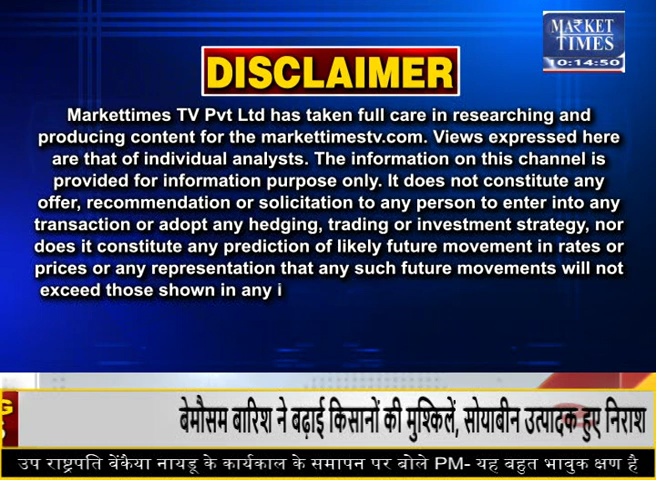 MARKET
TIMES
10:14:50
DISCLAIMER
Markettimes TV Pvt Ltd has taken full care in researching and
producing content for the markettimestv.com. Views expressed here
are that of individual analysts. The information on this channel is
provided for information purpose only. It does not constitute any
offer, recommendation or solicitation to any person to enter into any
transaction or adopt any hedging, trading or investment strategy, nor
does it constitute any prediction of likely future movement in rates or
prices or any representation that any such future movements will not
exceed those shown in any i
बेमौसम बारिश ने बढ़ाई किसानों की मुश्किलें, सोयाबीन उत्पादक हुए निराश
उप राष्ट्रपति वेंकैया नायडू के कार्यकाल के समापन पर बोले PM- यह बहुत भावुक क्षण है